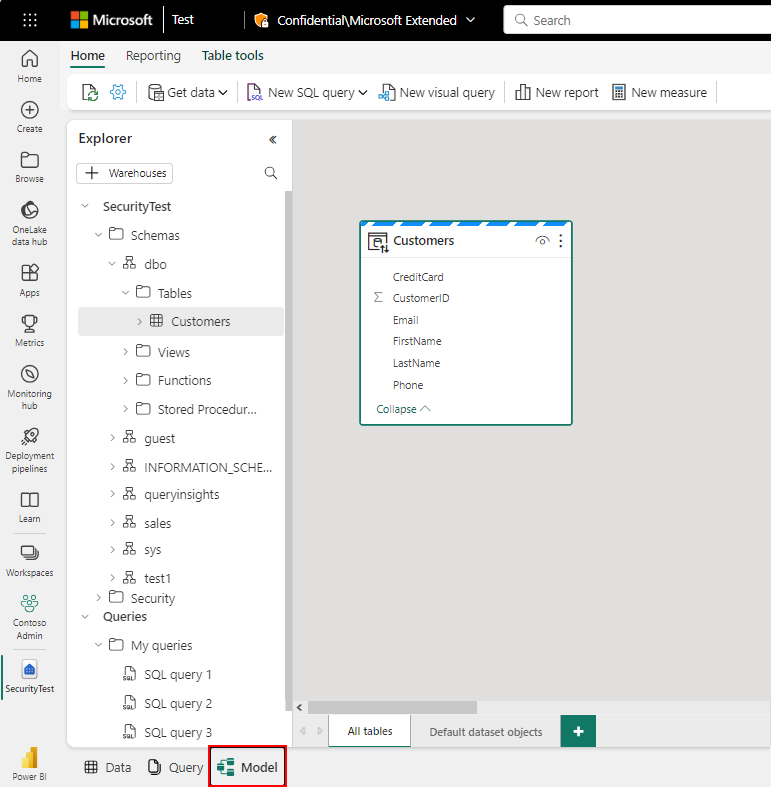 Microsoft
Test
Confidential\Microsoft Extended
Search
Home
Reporting
Table tools
Get data
New SQL query
New visual query
New report
New measure
Home
Create
Browse
OneLake
data hub
Apps
Metrics
Monitoring
hub
Deployment
pipelines
Learn
Workspaces
Contoso
Admin
SecurityTest
Power BI
Explorer
Warehouses
SecurityTest
Schemas
dbo
Tables
Customers
Views
Functions
Stored Procedur...
guest
INFORMATION_SCHE...
queryinsights
sales
sys
test1
Security
Queries
My queries
SQL query 1
SQL query 2
SQL query 3
Customers
CreditCard
Σ CustomerID
Email
FirstName
LastName
Phone
Collapse
All tables
Default dataset objects
+
Data
Query
Model